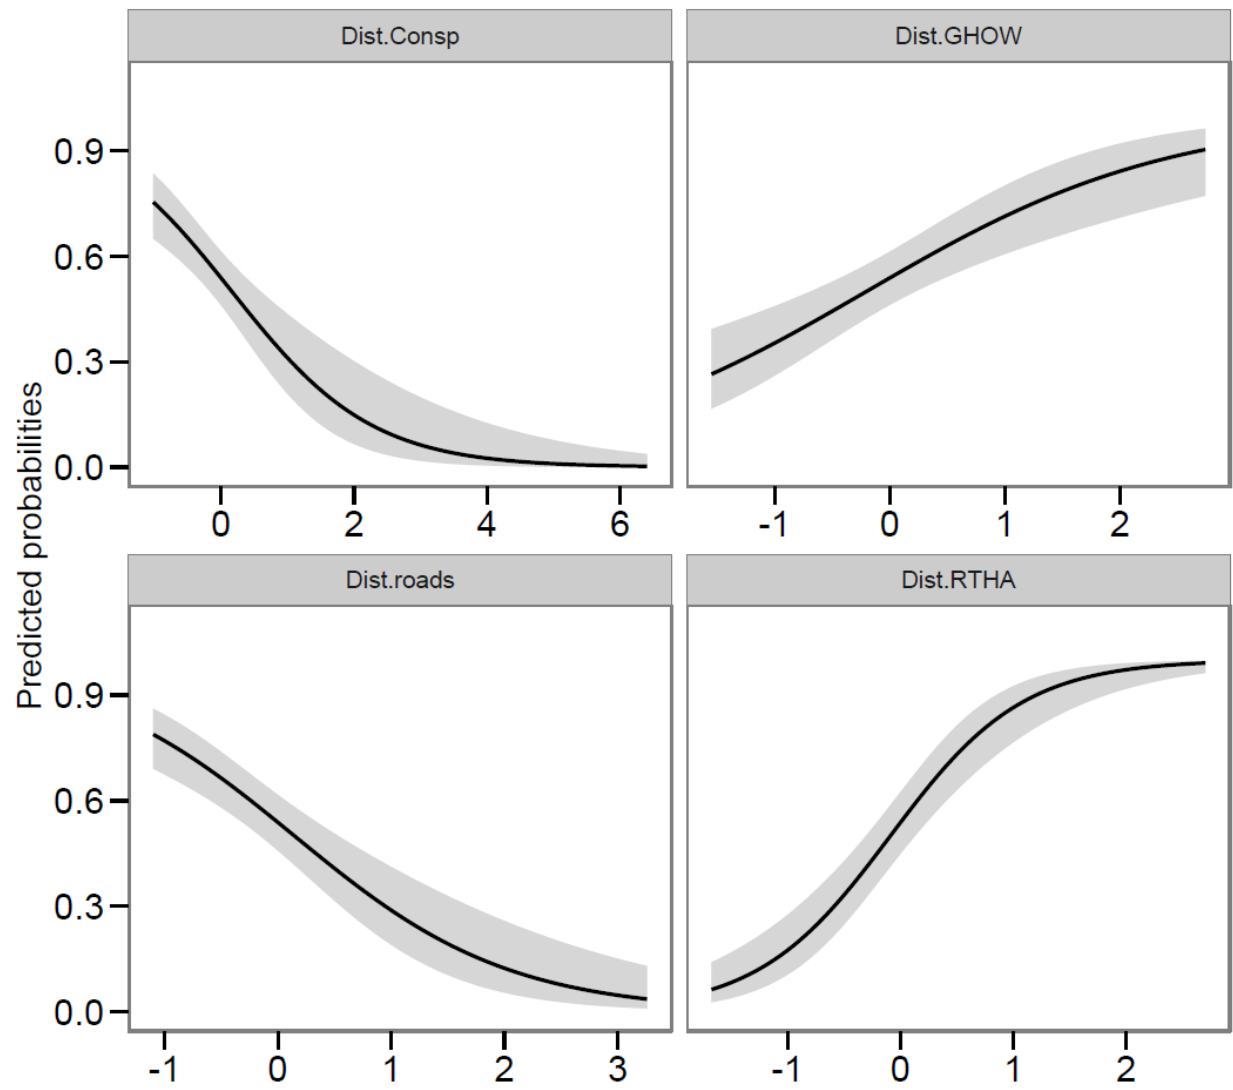 Dist.Consp
Dist.GHOW
0.9
0.6
0.3
0.0
0 2 4 6
-1 0 1 2
Predicted probabilities
Dist.roads
Dist.RTHA
0.9
0.6
0.3
0.0
-1 0 1 2 3
-1 0 1 2